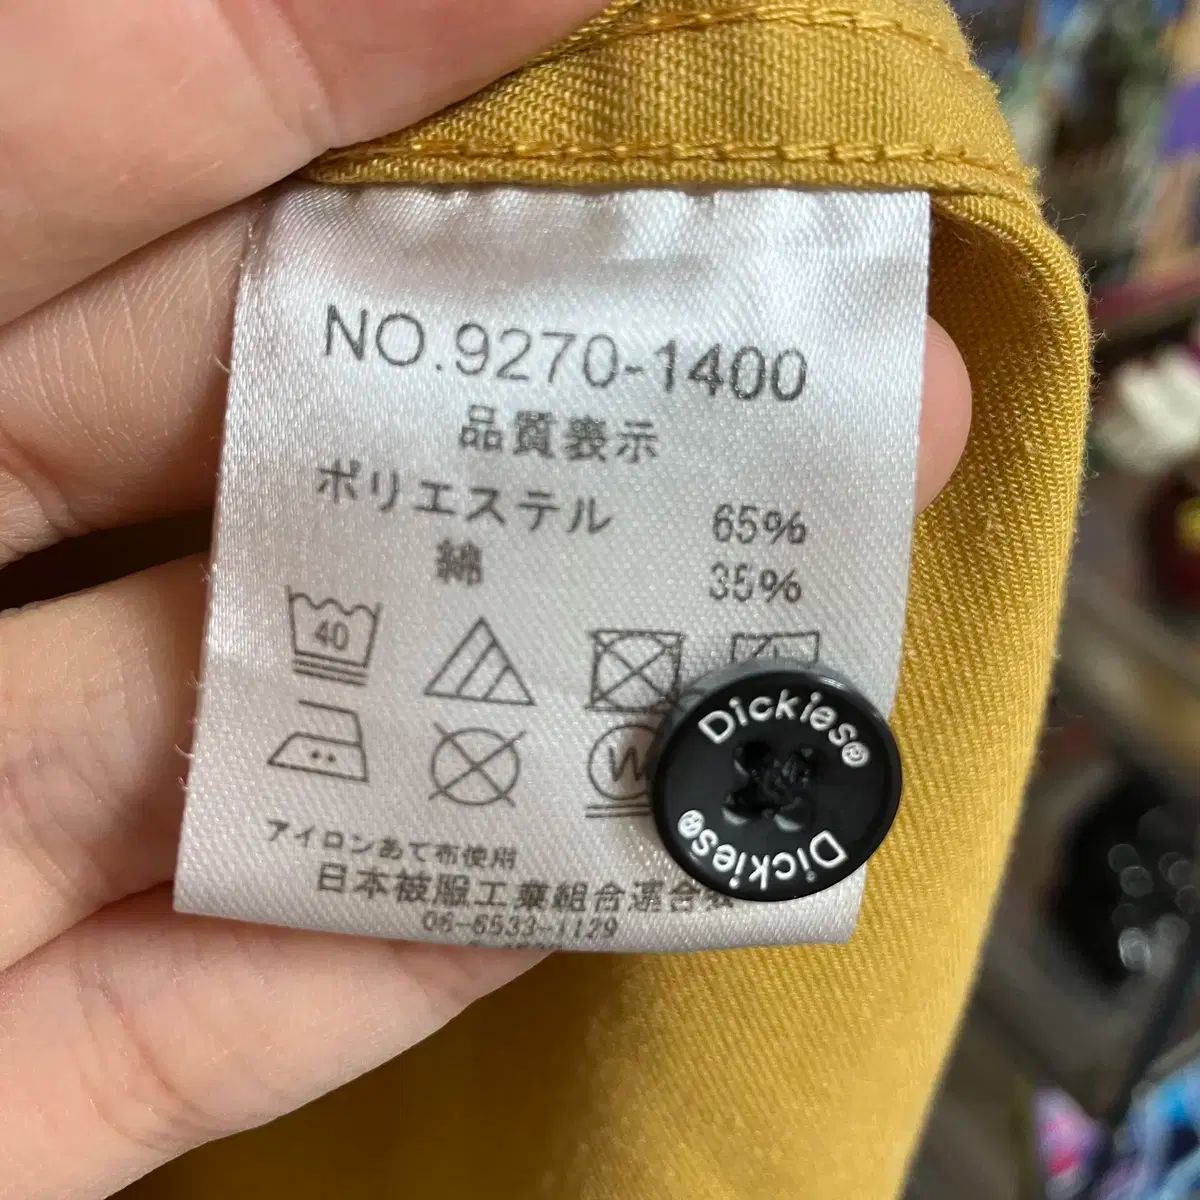 NO.9270-1400
品質表示
ポリエステル 65%
綿 35%
40
W
アイロンあて布使用
日本被服工業組合連合会
06-6533-1129
Dickies®
Dickies®